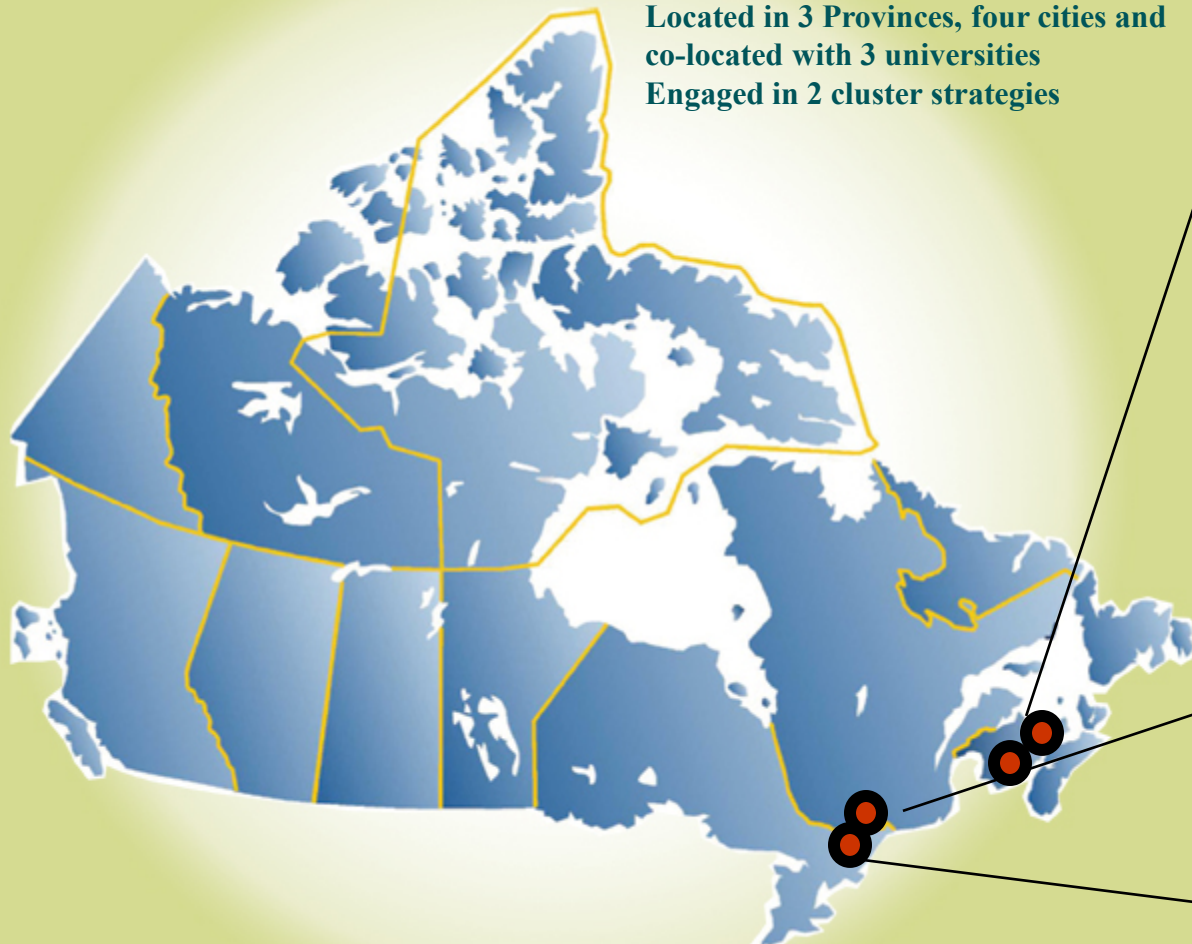 Located in 3 Provinces, four cities and
co-located with 3 universities
Engaged in 2 cluster strategies